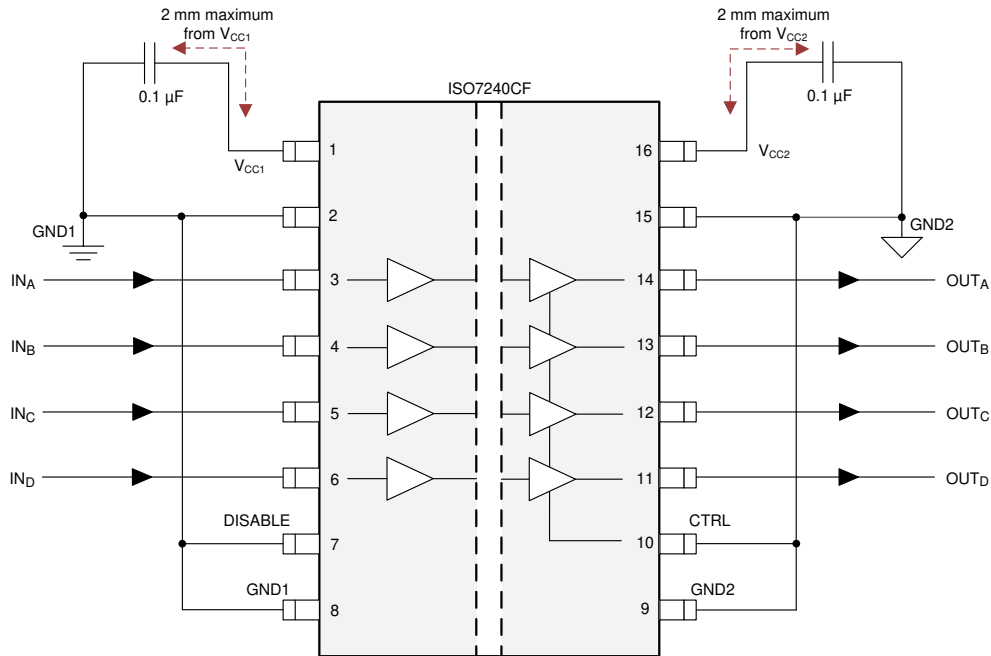 2 mm maximum
from VCC1
2 mm maximum
from VCC2
0.1 µF
0.1 µF
ISO7240CF
VCC1
1
16
VCC2
GND1
2
15
GND2
INA
3
14
OUTA
INB
4
13
OUTB
INC
5
12
OUTC
IND
6
11
OUTD
DISABLE
7
10
CTRL
GND1
8
9
GND2